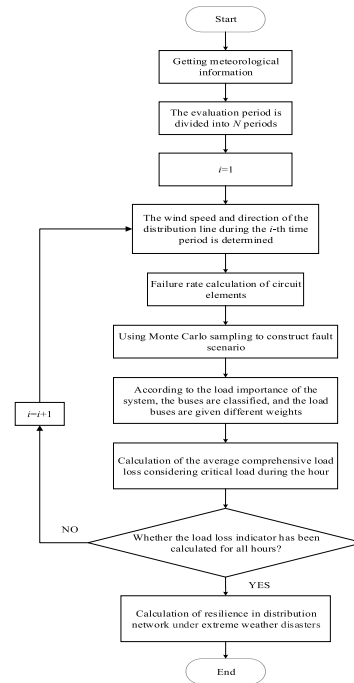 Start
Getting meteorological
information
The evaluation period is
divided into N periods
i=1
The wind speed and direction of the
distribution line during the i-th time
period is determined
Failure rate calculation of circuit
elements
Using Monte Carlo sampling to construct fault
scenario
According to the load importance of the
system, the buses are classified, and the load
buses are given different weights
i=i+1
Calculation of the average comprehensive load
loss considering critical load during the hour
NO
Whether the load loss indicator has been
calculated for all hours?
YES
Calculation of resilience in distribution
network under extreme weather disasters
End